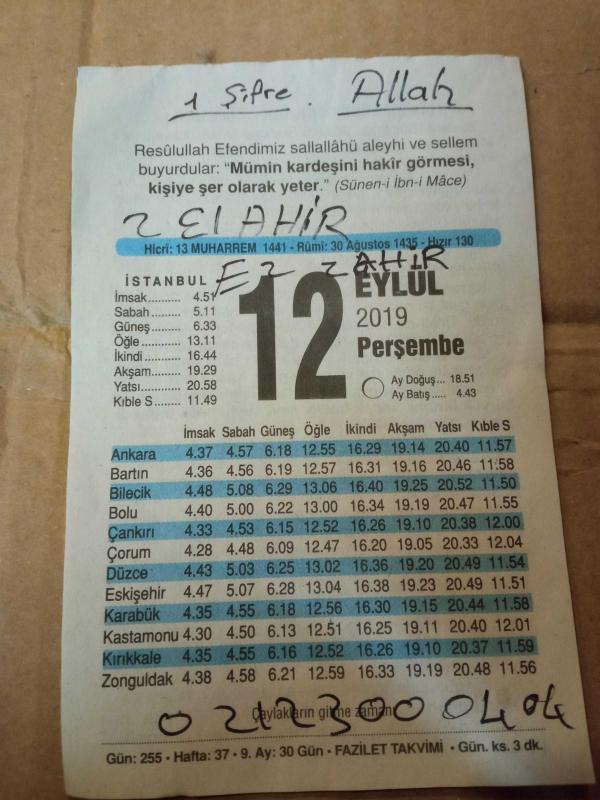 1 Şifre. Allah
Resûlullah Efendimiz sallallâhü aleyhi ve sellem
buyurdular: “Mümin kardeşini hakîr görmesi,
kişiye şer olarak yeter.” (Sünen-i İbn-i Mâce)
2 El AHİR
Hicrî: 13 MUHARREM 1441 - Rûmî: 30 Ağustos 1435 - Hızır 130
EZ ZAHİR
İSTANBUL
İmsak.......... 4.51
Sabah.......... 5.11
Güneş.......... 6.33
Öğle............ 13.11
İkindi........... 16.44
Akşam......... 19.29
Yatsı............ 20.58
Kıble S........ 11.49
12
EYLÜL
2019
Perşembe
Ay Doğuş... 18.51
Ay Batış..... 4.43
İmsak Sabah Güneş Öğle İkindi Akşam Yatsı Kıble S
Ankara 4.37 4.57 6.18 12.55 16.29 19.14 20.40 11.57
Bartın 4.36 4.56 6.19 12.57 16.31 19.16 20.46 11.58
Bilecik 4.48 5.08 6.29 13.06 16.40 19.25 20.52 11.50
Bolu 4.40 5.00 6.22 13.00 16.34 19.19 20.47 11.55
Çankırı 4.33 4.53 6.15 12.52 16.26 19.10 20.38 12.00
Çorum 4.28 4.48 6.09 12.47 16.20 19.05 20.33 12.04
Düzce 4.43 5.03 6.25 13.02 16.36 19.20 20.49 11.54
Eskişehir 4.47 5.07 6.28 13.04 16.38 19.23 20.49 11.51
Karabük 4.35 4.55 6.18 12.56 16.30 19.15 20.44 11.58
Kastamonu 4.30 4.50 6.13 12.51 16.25 19.11 20.40 12.01
Kırıkkale 4.35 4.55 6.16 12.52 16.26 19.10 20.37 11.59
Zonguldak 4.38 4.58 6.21 12.59 16.33 19.19 20.48 11.56
Çaylakların gitme zamanı
0 212 300 04 04
Gün: 255 • Hafta: 37 • 9. Ay: 30 Gün • FAZİLET TAKVİMİ • Gün. ks. 3 dk.